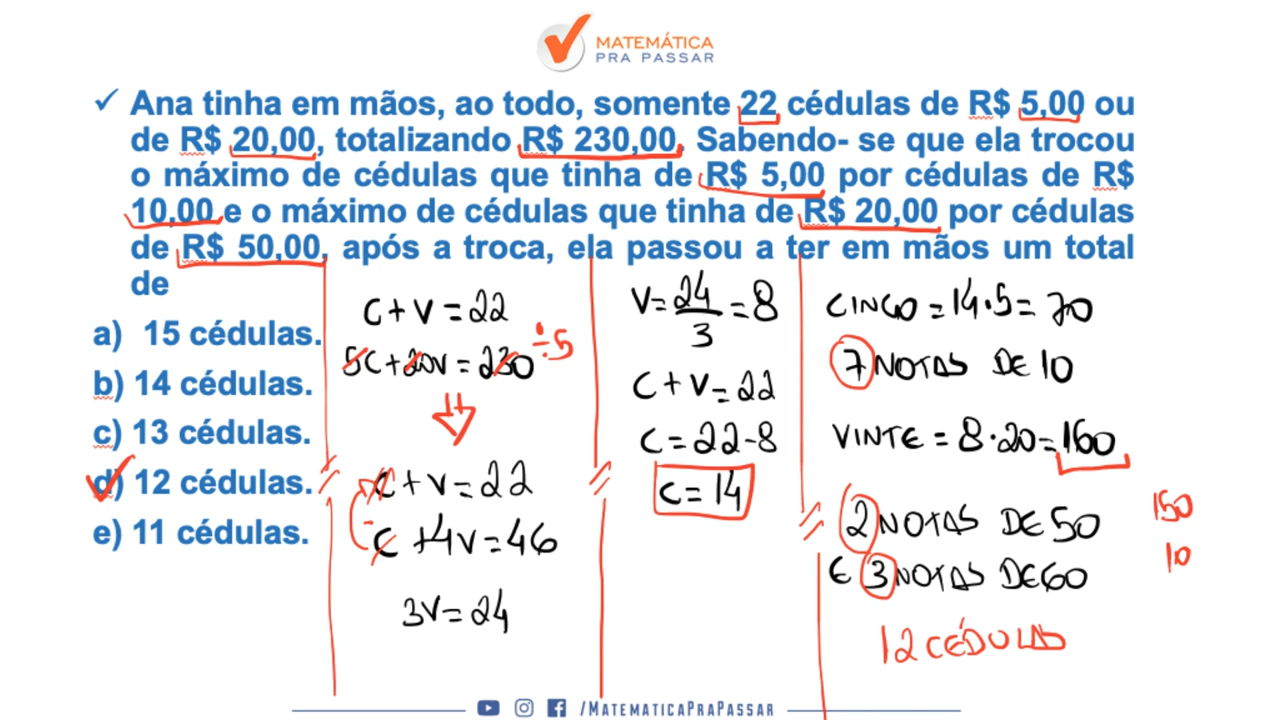 MATEMÁTICA
PRA PASSAR
✓ Ana tinha em mãos, ao todo, somente 22 cédulas de R$ 5,00 ou
de R$ 20,00, totalizando R$ 230,00. Sabendo- se que ela trocou
o máximo de cédulas que tinha de R$ 5,00 por cédulas de R$
10,00 e o máximo de cédulas que tinha de R$ 20,00 por cédulas
de R$ 50,00, após a troca, ela passou a ter em mãos um total
de
a) 15 cédulas.
b) 14 cédulas.
c) 13 cédulas.
d) 12 cédulas.
e) 11 cédulas.
C+V=22
5C+20V=230 ÷5
C+V=22
-C+4V=46
3V=24
V=24/3=8
C+V=22
C=22-8
C=14
CINCO=14·5=70
7 NOTAS DE 10
VINTE=8·20=160
2 NOTAS DE 50
E 3 NOTAS DE 60
150
10
12 CÉDULAS
/MATEMATICAPRAPASSAR